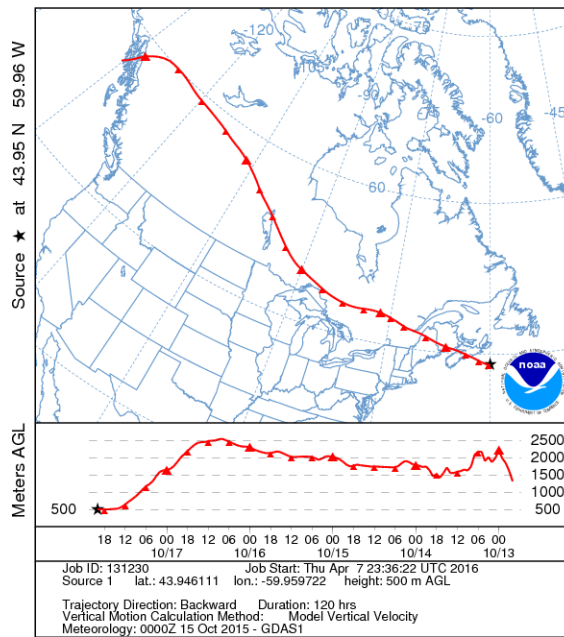 -120
-75
-105
-90
-45
-60
-75
60
Source ★ at 43.95 N 59.96 W
noaa
Meters AGL
2500
2000
1500
1000
500
500
18 12 06 00 18 12 06 00 18 12 06 00 18 12 06 00 18 12 06 00
10/17 10/16 10/15 10/14 10/13
Job ID: 131230 Job Start: Thu Apr 7 23:36:22 UTC 2016
Source 1 lat.: 43.946111 lon.: -59.959722 height: 500 m AGL
Trajectory Direction: Backward Duration: 120 hrs
Vertical Motion Calculation Method: Model Vertical Velocity
Meteorology: 0000Z 15 Oct 2015 - GDAS1